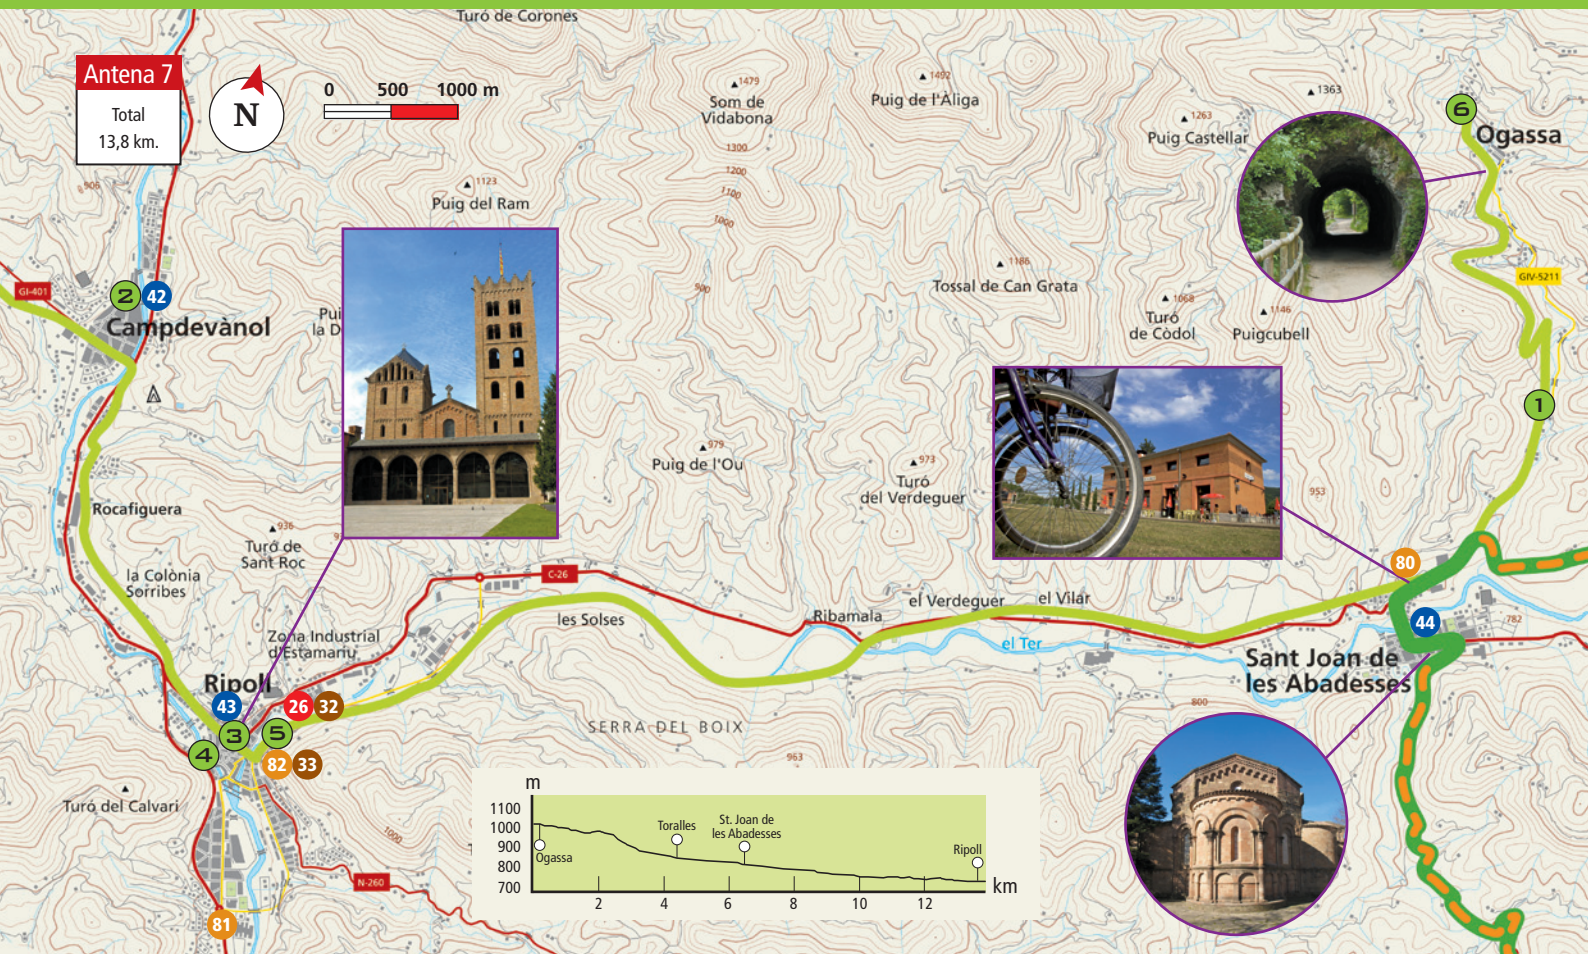 Turó de Corones
Antena 7
Total
13,8 km.
N
0 500 1000 m
1479
Som de
Vidabona
1492
Puig de l'Àliga
1363
1263
Puig Castellar
6
Ogassa
906
1123
Puig del Ram
1300
1200
1100
1000
900
1186
Tossal de Can Grata
1068
Turó
de Còdol
1146
Puigcubell
GIV-5211
GI-401
2
42
Campdevànol
Pui
la D
1
979
Puig de l'Ou
973
Turó
del Verdeguer
953
Rocafiguera
936
Turó de
Sant Roc
la Colònia
Sorribes
C-26
les Solses
Ribamala
el Verdeguer
el Vilar
el Ter
80
44
782
Sant Joan de
les Abadesses
800
Zona Industrial
d'Estamariu
Ripoll
43
26
32
3
5
4
82
33
SERRA DEL BOIX
963
Turó del Calvari
1000
N-260
81
m
1100
1000
900
800
700
Ogassa
Toralles
St. Joan de
les Abadesses
Ripoll
km
2 4 6 8 10 12